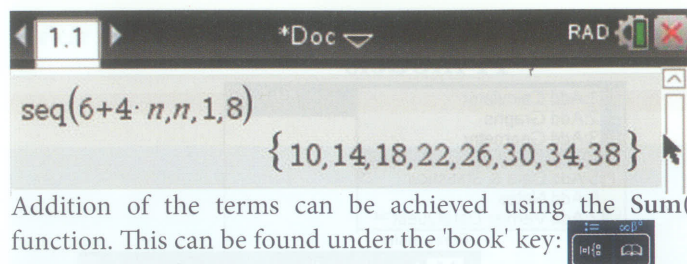 1.1 *Doc RAD
seq(6+4· n,n,1,8)
{10,14,18,22,26,30,34,38}
Addition of the terms can be achieved using the Sum(
function. This can be found under the 'book' key: